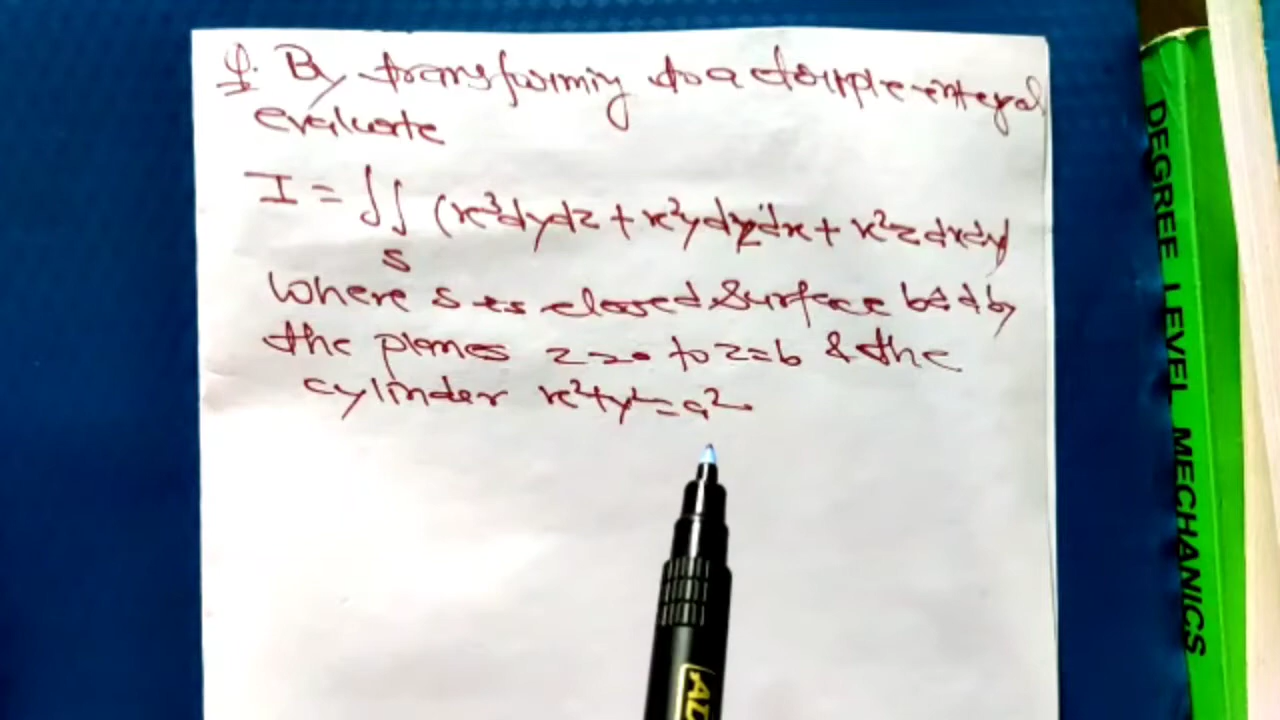 Q. By transforming to a triple integral
evaluate
I = ∬ (x³dydz + x²ydzdx + x²zdxdy
S
where S is closed surface bdd by
the planes z=0 to z=b & the
cylinder x²+y²=a².
DEGREE LEVEL MECHANICS
AD